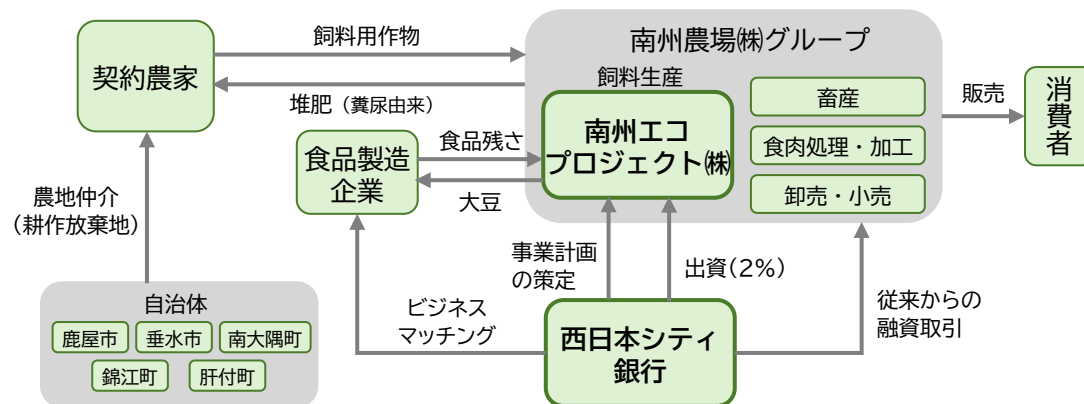 契約農家
飼料用作物
堆肥（糞尿由来）
南州農場㈱グループ
飼料生産
南州エコ
プロジェクト㈱
畜産
食肉処理・加工
卸売・小売
販売
消費者
食品製造
企業
食品残さ
大豆
農地仲介
（耕作放棄地）
事業計画
の策定
出資（2％）
従来からの
融資取引
ビジネス
マッチング
西日本シティ
銀行
自治体
鹿屋市
垂水市
南大隅町
錦江町
肝付町